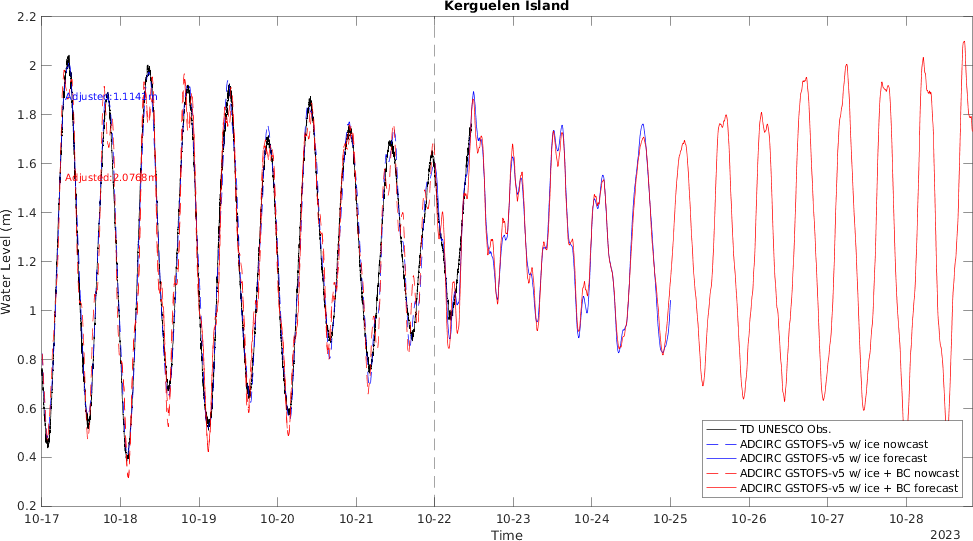 Kerguelen Island
2.2
2
1.8
1.6
1.4
1.2
1
0.8
0.6
0.4
0.2
Water Level (m)
Adjusted:1.1141m
Adjusted:2.0768m
TD UNESCO Obs.
ADCIRC GSTOFS-v5 w/ ice nowcast
ADCIRC GSTOFS-v5 w/ ice forecast
ADCIRC GSTOFS-v5 w/ ice + BC nowcast
ADCIRC GSTOFS-v5 w/ ice + BC forecast
10-17 10-18 10-19 10-20 10-21 10-22 10-23 10-24 10-25 10-26 10-27 10-28
Time
2023